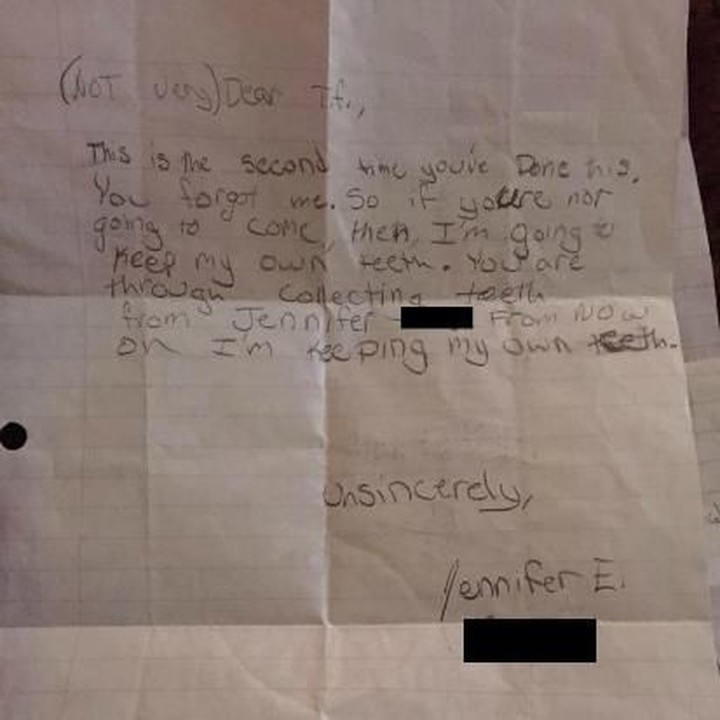 (NOT very) Dear T.f.,
This is the second time you've Done this.
You forgot me. So if you're not
going to come, then, I'm going to
keep my own teeth. You are
through collecting teeth
from Jennifer From Now
on I'm keeping my own teeth.
Unsincerely,
Jennifer E.